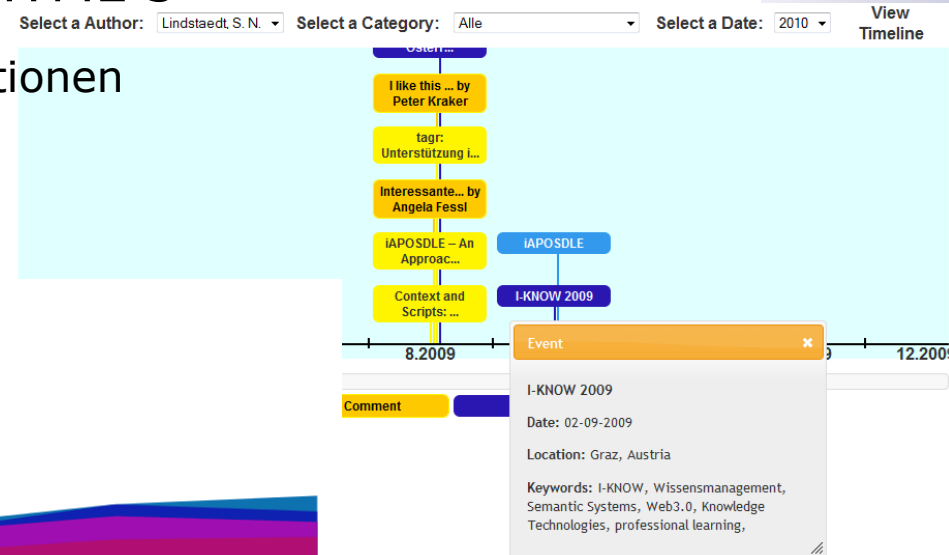 Select a Author: Lindstaedt, S. N. Select a Category: Alle Select a Date: 2010 View
Timeline
tionen
I like this ... by
Peter Kraker
tagr:
Unterstützung i...
Interessante... by
Angela Fessl
iAPOSDLE – An
Approac...
iAPOSDLE
Context and
Scripts: ...
I-KNOW 2009
8.2009
12.2009
Comment
Event
I-KNOW 2009
Date: 02-09-2009
Location: Graz, Austria
Keywords: I-KNOW, Wissensmanagement,
Semantic Systems, Web3.0, Knowledge
Technologies, professional learning,